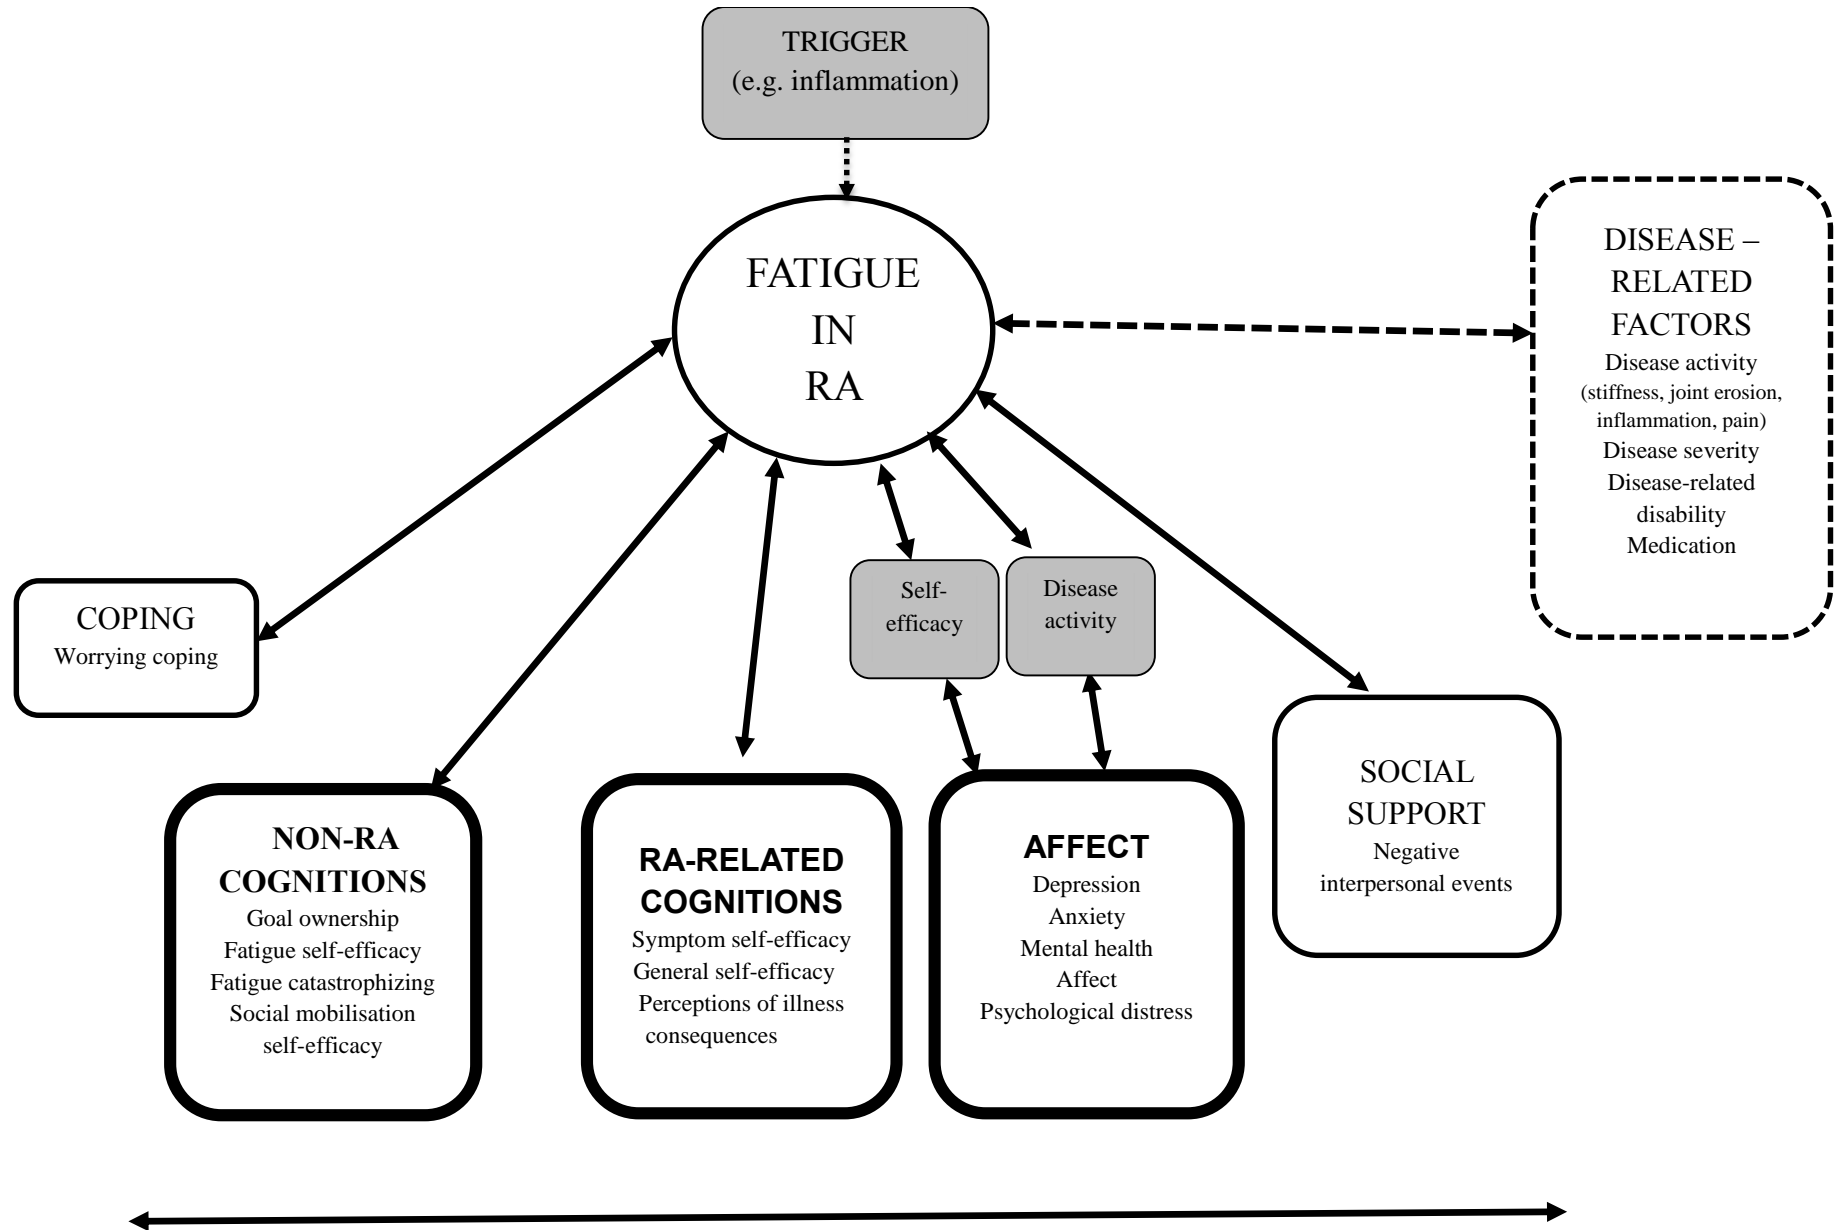 TRIGGER
(e.g. inflammation)
FATIGUE
IN
RA
DISEASE –
RELATED
FACTORS
Disease activity
(stiffness, joint erosion,
inflammation, pain)
Disease severity
Disease-related
disability
Medication
COPING
Worrying coping
Self-
efficacy
Disease
activity
NON-RA
COGNITIONS
Goal ownership
Fatigue self-efficacy
Fatigue catastrophizing
Social mobilisation
self-efficacy
RA-RELATED
COGNITIONS
Symptom self-efficacy
General self-efficacy
Perceptions of illness
consequences
AFFECT
Depression
Anxiety
Mental health
Affect
Psychological distress
SOCIAL
SUPPORT
Negative
interpersonal events